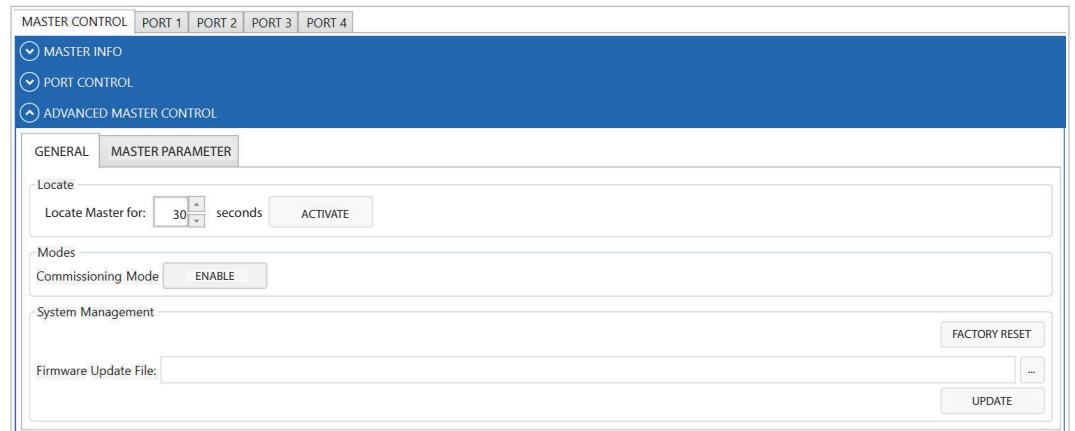 MASTER CONTROL PORT 1 PORT 2 PORT 3 PORT 4
MASTER INFO
PORT CONTROL
ADVANCED MASTER CONTROL
GENERAL MASTER PARAMETER
Locate
Locate Master for: 30 seconds ACTIVATE
Modes
Commissioning Mode ENABLE
System Management
FACTORY RESET
Firmware Update File: ...
UPDATE